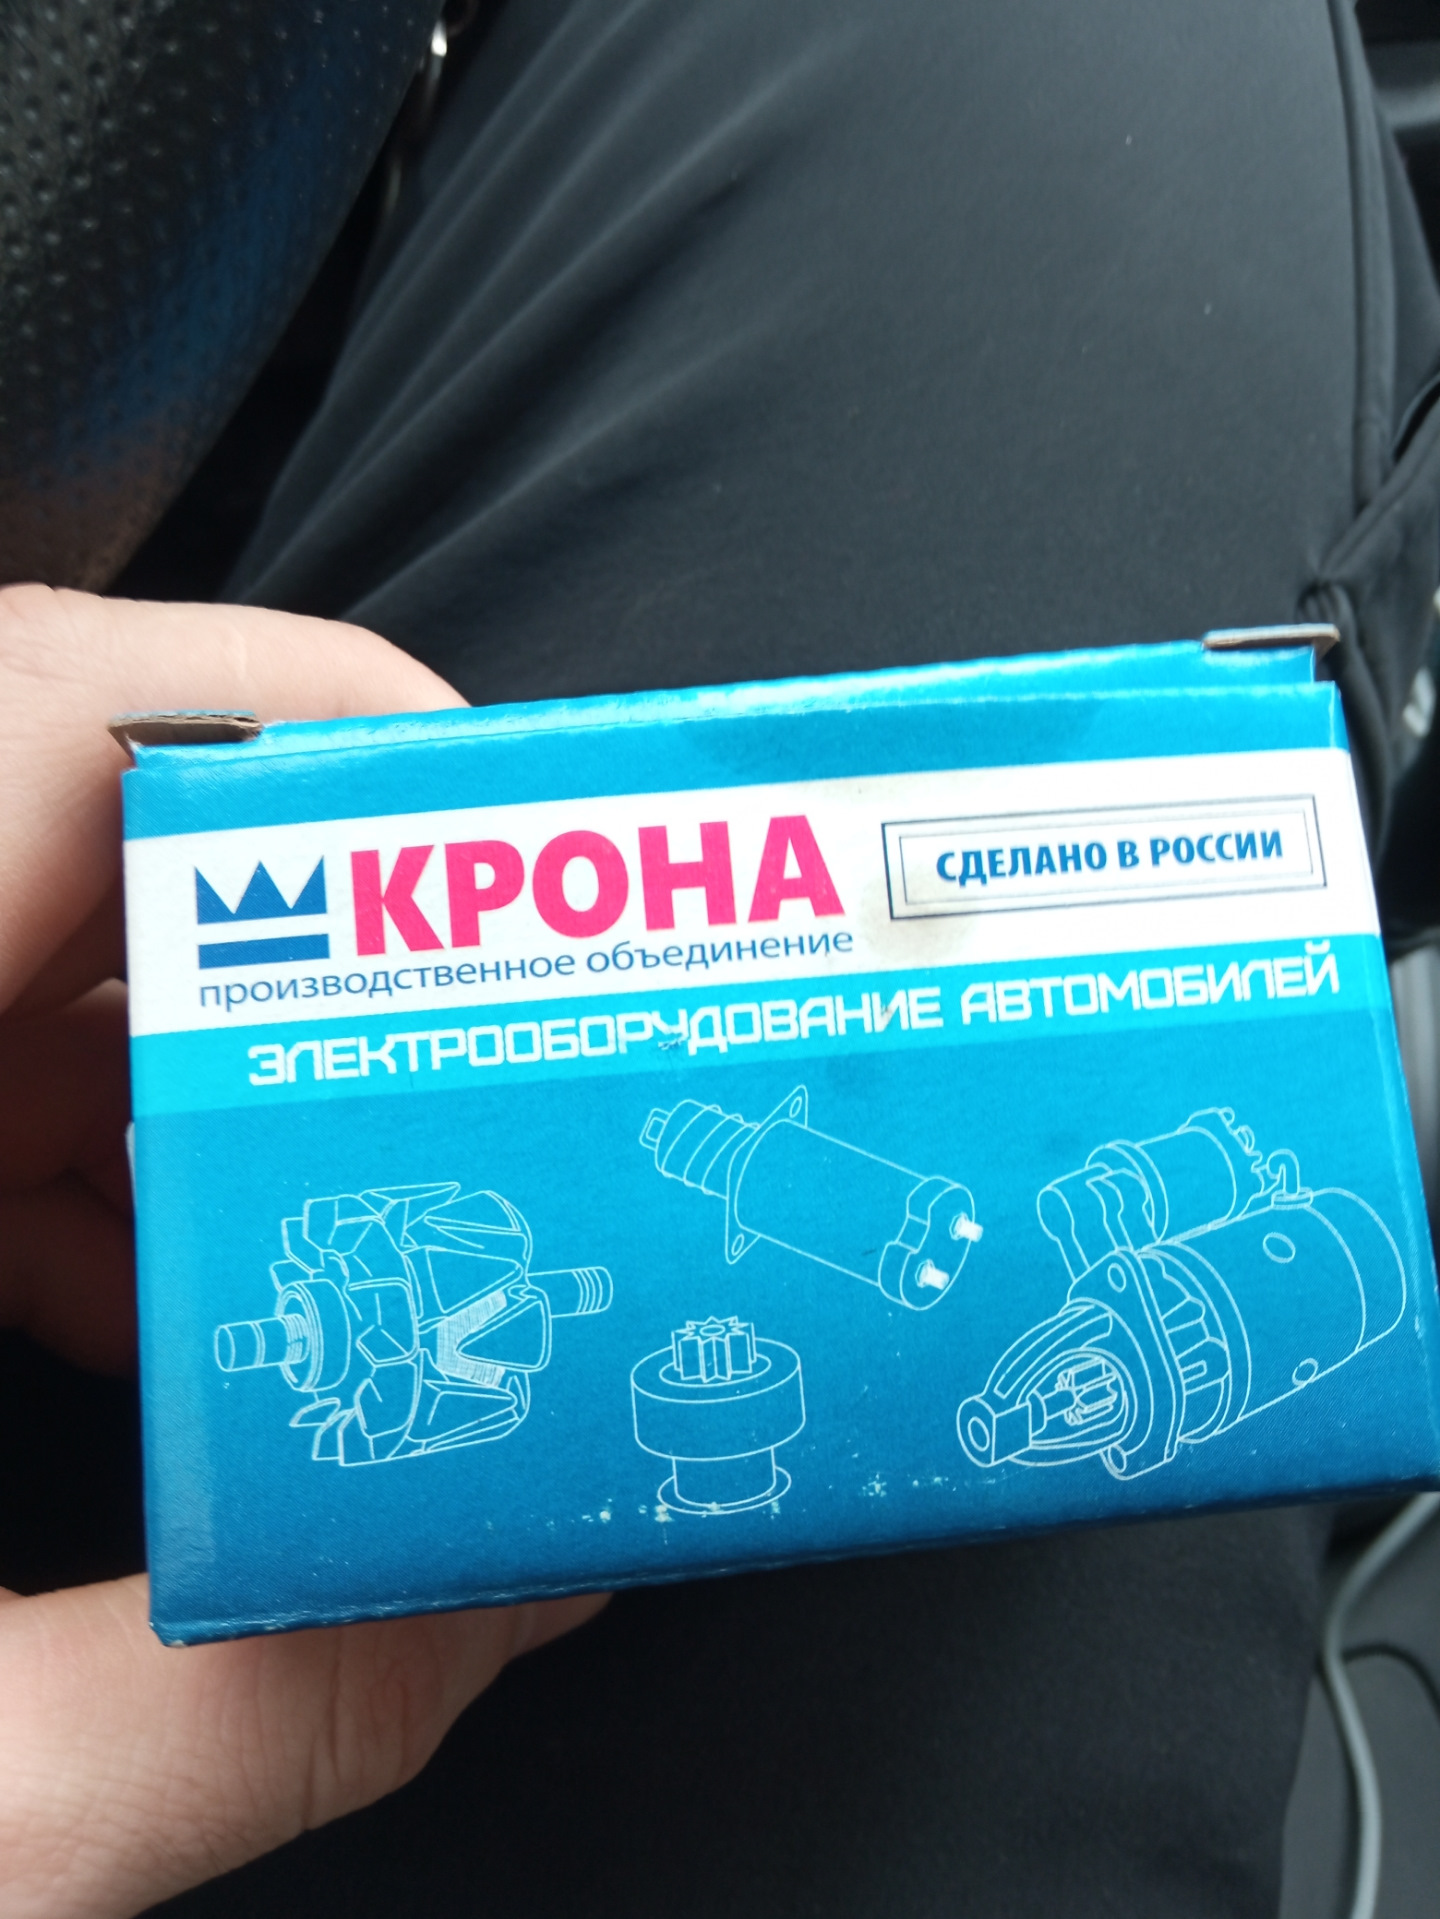 КРОНА
производственное объединение
СДЕЛАНО В РОССИИ
ЭЛЕКТРООБОРУДОВАНИЕ АВТОМОБИЛЕЙ